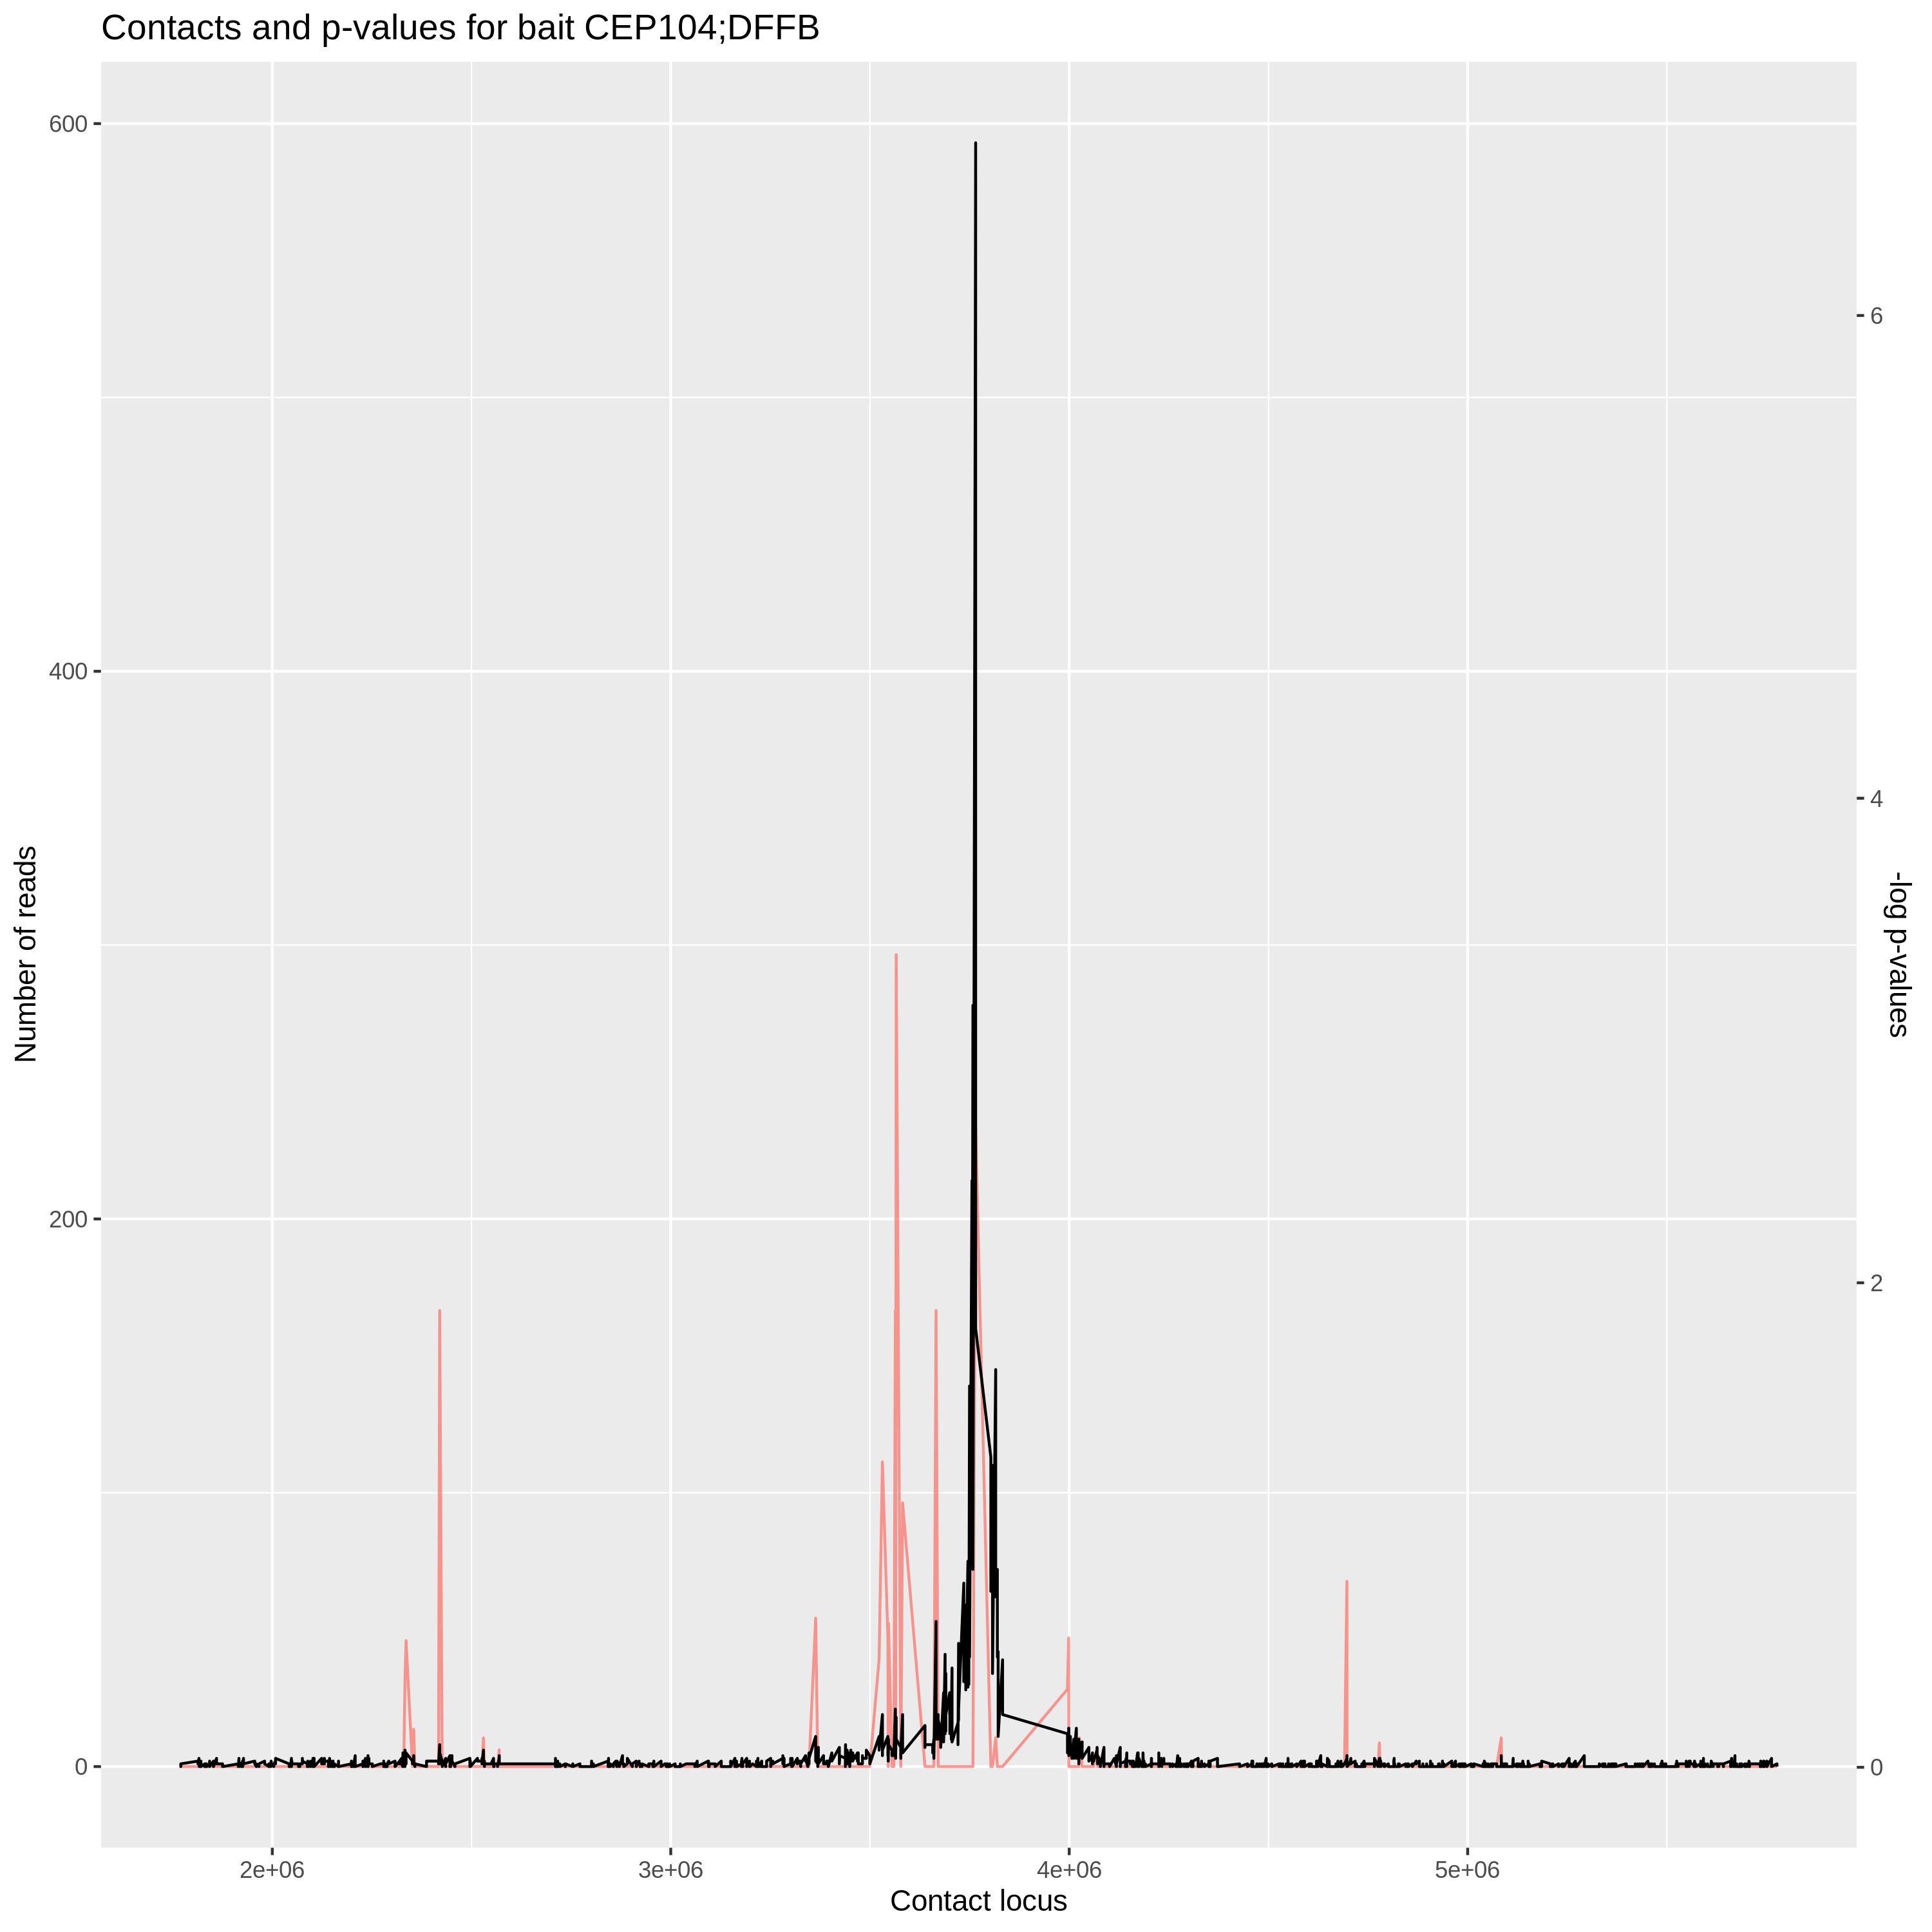 Contacts and p-values for bait CEP104;DFFB
600
400
200
0
Number of reads
6
4
2
0
-log p-values
2e+06
3e+06
4e+06
5e+06
Contact locus